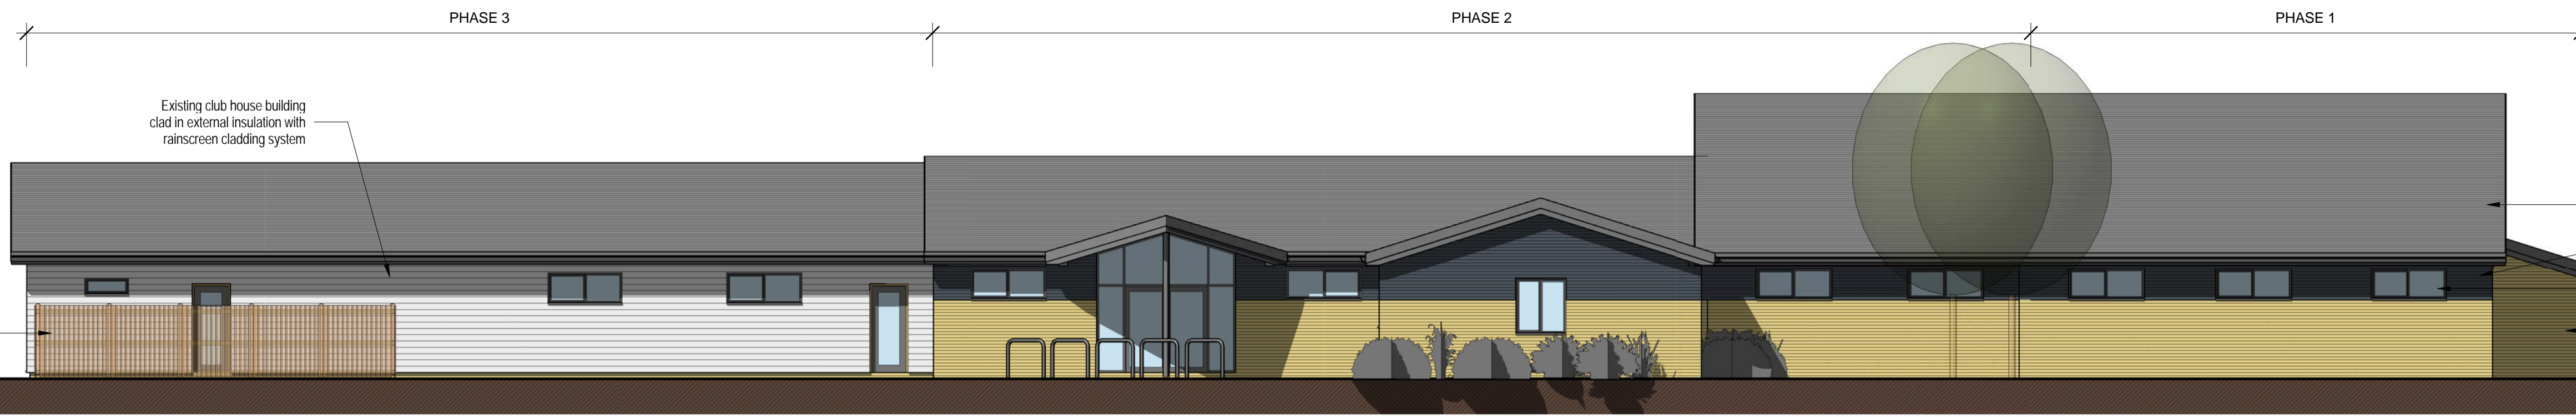 PHASE 3
PHASE 2
PHASE 1
Existing club house building
clad in external insulation with
rainscreen cladding system